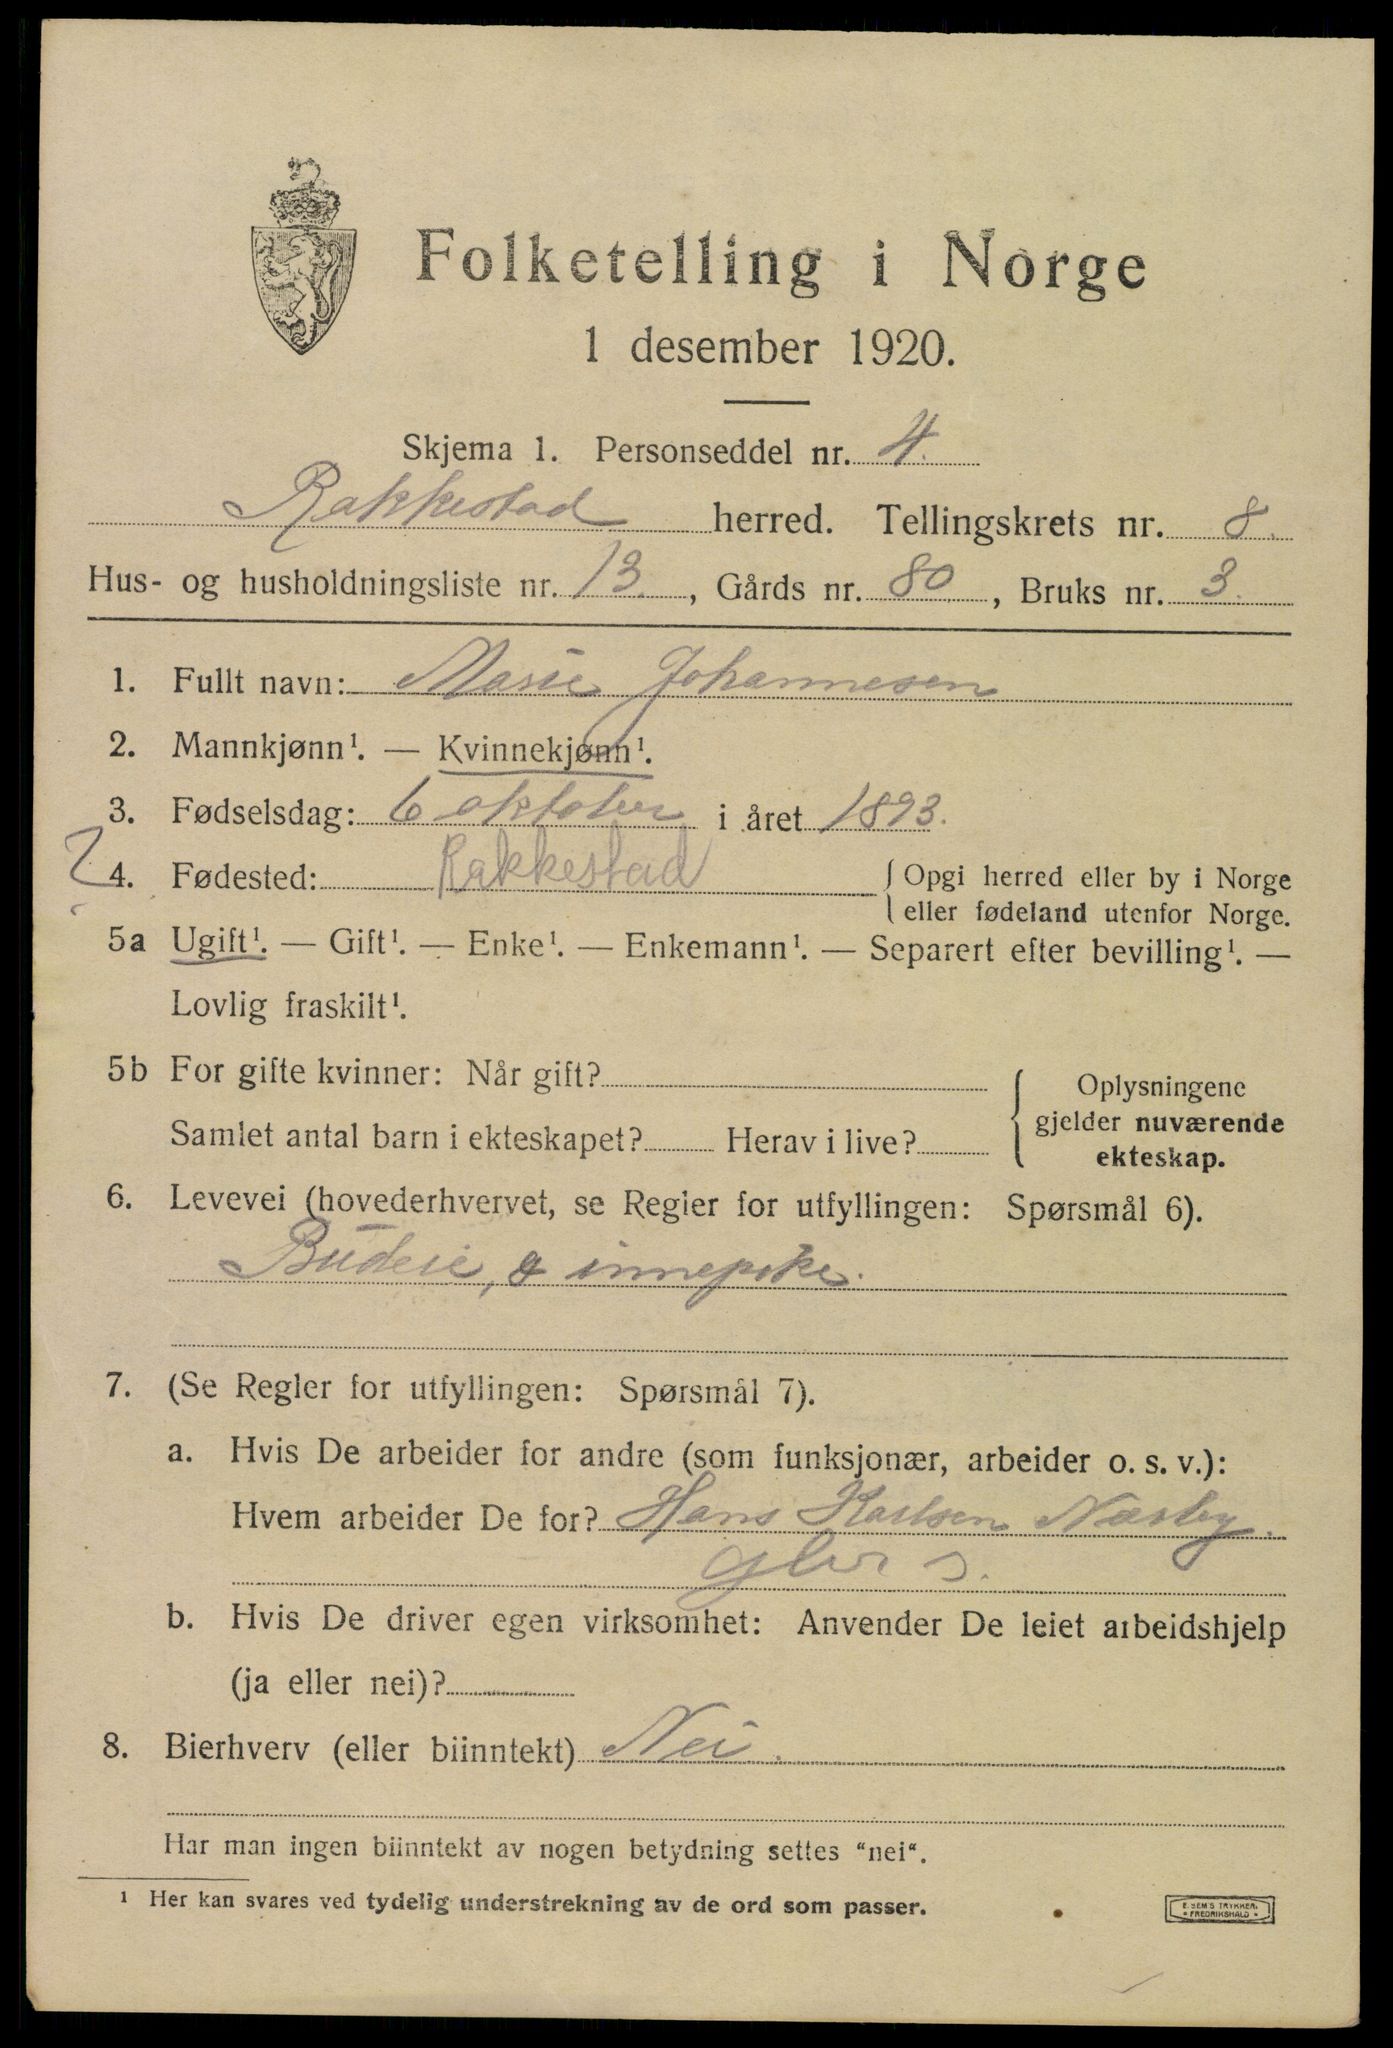 Folketelling i Norge
1 desember 1920.
Skjema 1. Personseddel nr. 4.
Rakkestad herred. Tellingskrets nr. 8.
Hus- og husholdningsliste nr. 13., Gårds nr. 80, Bruks nr. 3.
1. Fullt navn: Marie Johannesen
2. Mannkjønn¹. — Kvinnekjønn¹.
3. Fødselsdag: 6 oktober i året 1893.
? 4. Fødested: Rakkestad { Opgi herred eller by i Norge
eller fødeland utenfor Norge.
5a Ugift¹. — Gift¹. — Enke¹. — Enkemann¹. — Separert efter bevilling¹. —
Lovlig fraskilt¹.
5b For gifte kvinner: Når gift? { Oplysningene
gjelder nuværende
Samlet antal barn i ekteskapet? Herav i live?
ekteskap.
6. Levevei (hovederhvervet, se Regler for utfyllingen: Spørsmål 6).
Budeie, & innepike.
7. (Se Regler for utfyllingen: Spørsmål 7).
a. Hvis De arbeider for andre (som funksjonær, arbeider o. s. v.):
Hvem arbeider De for? Hans Karlsen Næsby.
gbr s.
b. Hvis De driver egen virksomhet: Anvender De leiet arbeidshjelp
(ja eller nei)?
8. Bierhverv (eller biinntekt) Nei.
Har man ingen biinntekt av nogen betydning settes "nei".
¹ Her kan svares ved tydelig understrekning av de ord som passer.
E. SEM'S TRYKKERI
* FREDRIKSHALD *